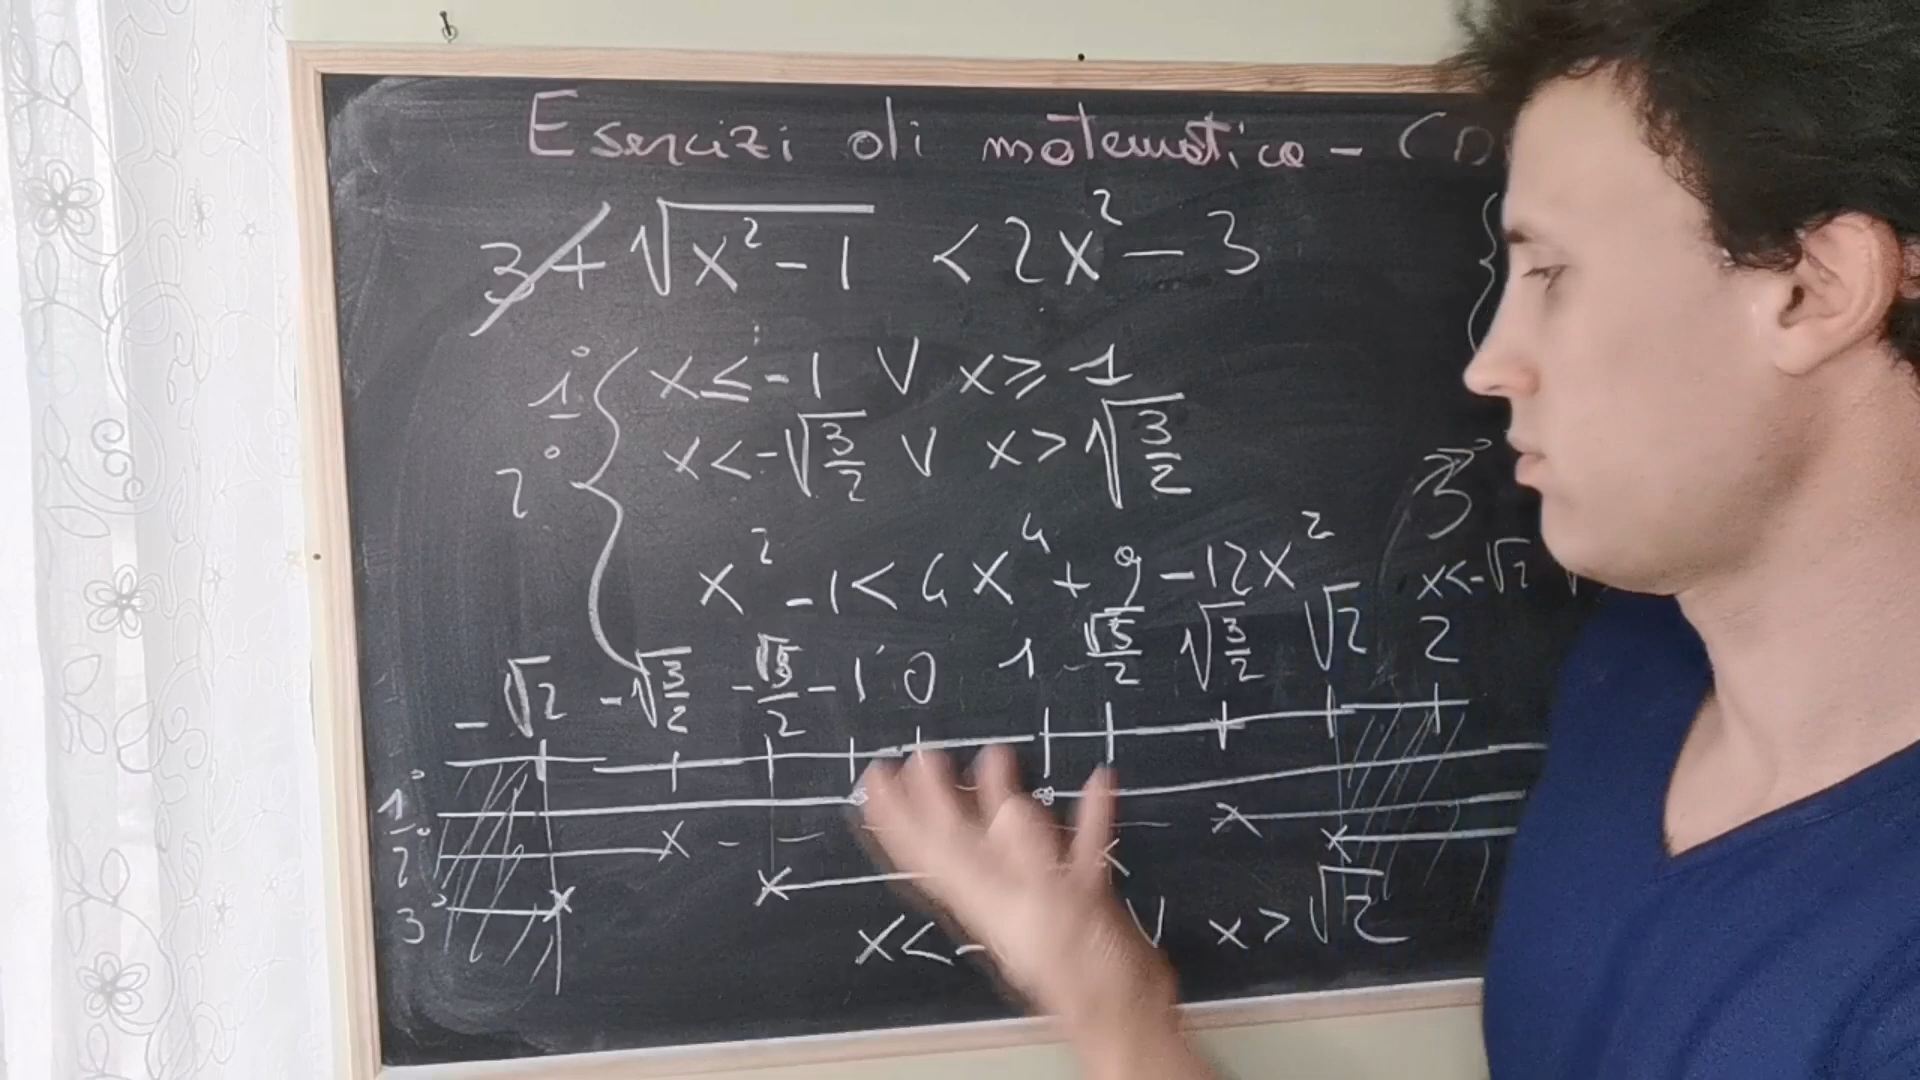 Esercizi di matematica - (D
3+ √x²-1 < 2x² - 3
1° x≤-1 V x≥1
2° x<-√3/2 V x>√3/2
3°
x²-1<4x⁴+9-12x²
x<-√2
-√2 -√3/2 -√5/2 -1 0 1 √5/2 √3/2 √2 2
1°
2°
3°
x<- V x>√2